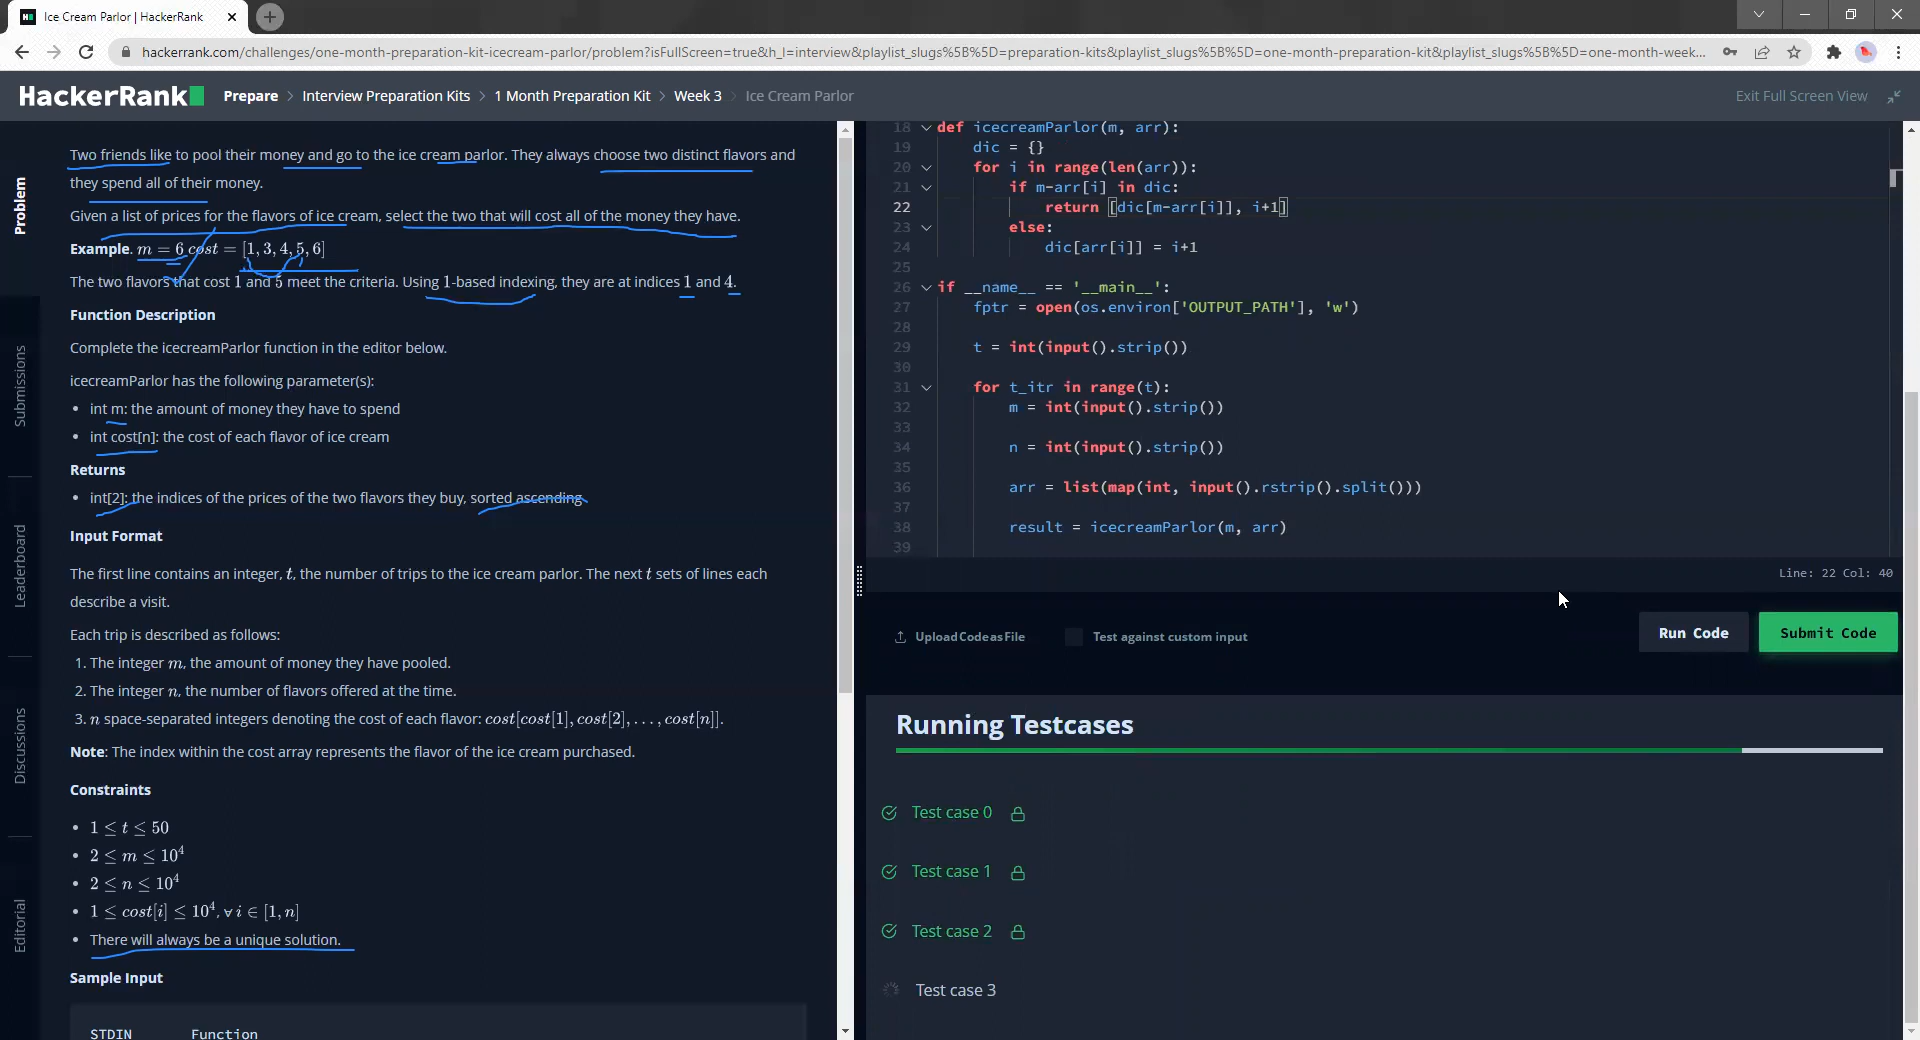 Ice Cream Parlor | HackerRank
hackerrank.com/challenges/one-month-preparation-kit-icecream-parlor/problem?isFullScreen=true&h_l=interview&playlist_slugs%5B%5D=preparation-kits&playlist_slugs%5B%5D=one-month-preparation-kit&playlist_slugs%5B%5D=one-month-week...
HackerRank Prepare > Interview Preparation Kits > 1 Month Preparation Kit > Week 3 > Ice Cream Parlor Exit Full Screen View
Problem
Submissions
Leaderboard
Discussions
Editorial
Two friends like to pool their money and go to the ice cream parlor. They always choose two distinct flavors and
they spend all of their money.
Given a list of prices for the flavors of ice cream, select the two that will cost all of the money they have.
Example. m = 6 cost = [1, 3, 4, 5, 6]
The two flavors that cost 1 and 5 meet the criteria. Using 1-based indexing, they are at indices 1 and 4.
Function Description
Complete the icecreamParlor function in the editor below.
icecreamParlor has the following parameter(s):
• int m: the amount of money they have to spend
• int cost[n]: the cost of each flavor of ice cream
Returns
• int[2]: the indices of the prices of the two flavors they buy, sorted ascending
Input Format
The first line contains an integer, t, the number of trips to the ice cream parlor. The next t sets of lines each
describe a visit.
Each trip is described as follows:
1. The integer m, the amount of money they have pooled.
2. The integer n, the number of flavors offered at the time.
3. n space-separated integers denoting the cost of each flavor: cost[cost[1], cost[2], . . . , cost[n]].
Note: The index within the cost array represents the flavor of the ice cream purchased.
Constraints
• 1 ≤ t ≤ 50
• 2 ≤ m ≤ 10⁴
• 2 ≤ n ≤ 10⁴
• 1 ≤ cost[i] ≤ 10⁴, ∀ i ∈ [1, n]
• There will always be a unique solution.
Sample Input
STDIN Function
18 def icecreamParlor(m, arr):
19 dic = {}
20 for i in range(len(arr)):
21 if m-arr[i] in dic:
22 return [dic[m-arr[i]], i+1]
23 else:
24 dic[arr[i]] = i+1
25
26 if __name__ == '__main__':
27 fptr = open(os.environ['OUTPUT_PATH'], 'w')
28
29 t = int(input().strip())
30
31 for t_itr in range(t):
32 m = int(input().strip())
33
34 n = int(input().strip())
35
36 arr = list(map(int, input().rstrip().split()))
37
38 result = icecreamParlor(m, arr)
39
Line: 22 Col: 40
Upload Code as File Test against custom input Run Code Submit Code
Running Testcases
Test case 0
Test case 1
Test case 2
Test case 3